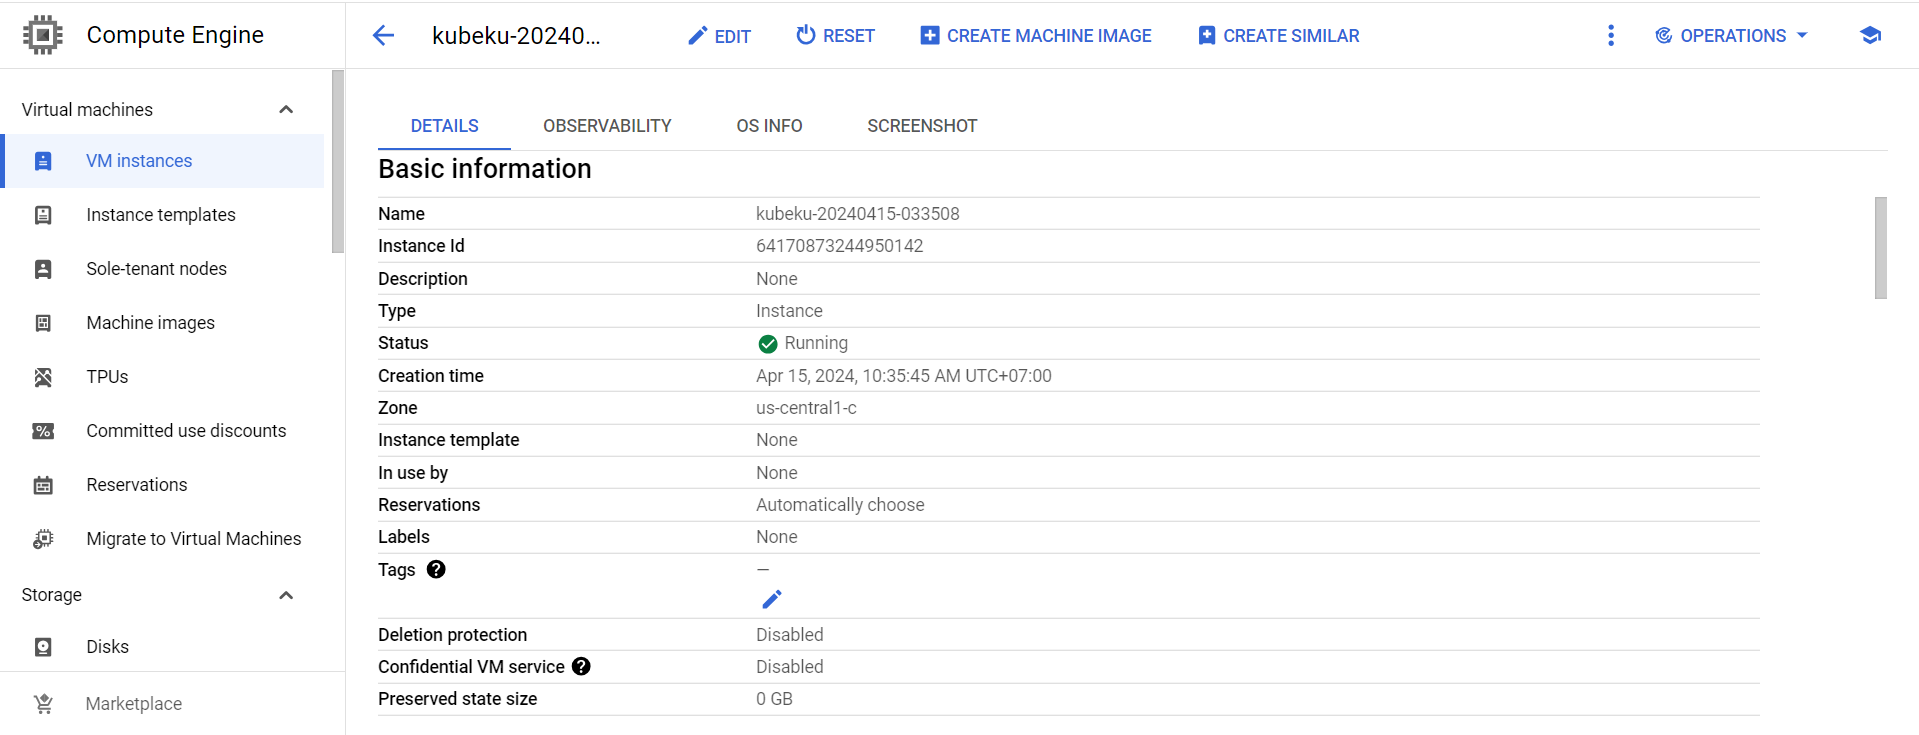 Compute Engine
kubeku-20240...
EDIT
RESET
CREATE MACHINE IMAGE
CREATE SIMILAR
OPERATIONS
Virtual machines
VM instances
Instance templates
Sole-tenant nodes
Machine images
TPUs
Committed use discounts
Reservations
Migrate to Virtual Machines
Storage
Disks
Marketplace
DETAILS OBSERVABILITY OS INFO SCREENSHOT
Basic information
Name kubeku-20240415-033508
Instance Id 64170873244950142
Description None
Type Instance
Status Running
Creation time Apr 15, 2024, 10:35:45 AM UTC+07:00
Zone us-central1-c
Instance template None
In use by None
Reservations Automatically choose
Labels None
Tags ? —
Deletion protection Disabled
Confidential VM service ? Disabled
Preserved state size 0 GB